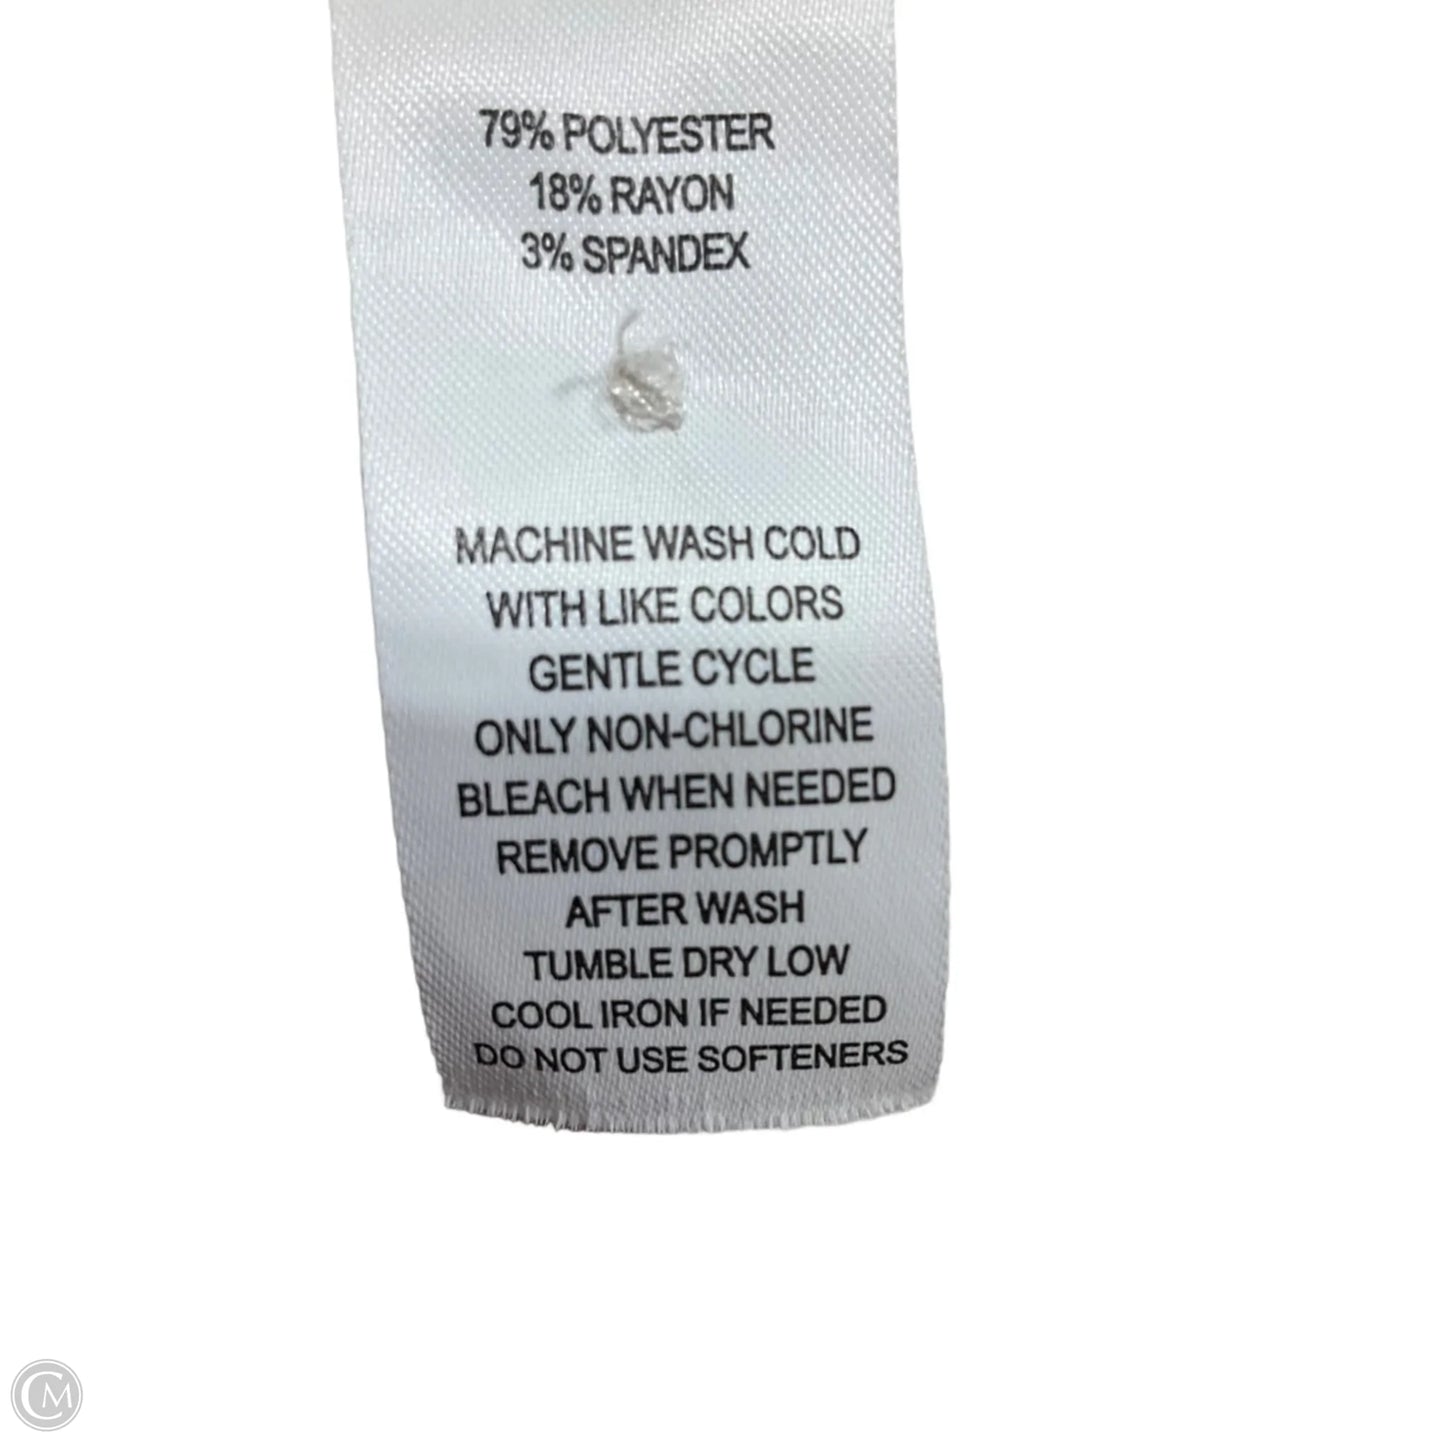 79% POLYESTER
18% RAYON
3% SPANDEX
MACHINE WASH COLD
WITH LIKE COLORS
GENTLE CYCLE
ONLY NON-CHLORINE
BLEACH WHEN NEEDED
REMOVE PROMPTLY
AFTER WASH
TUMBLE DRY LOW
COOL IRON IF NEEDED
DO NOT USE SOFTENERS
CM